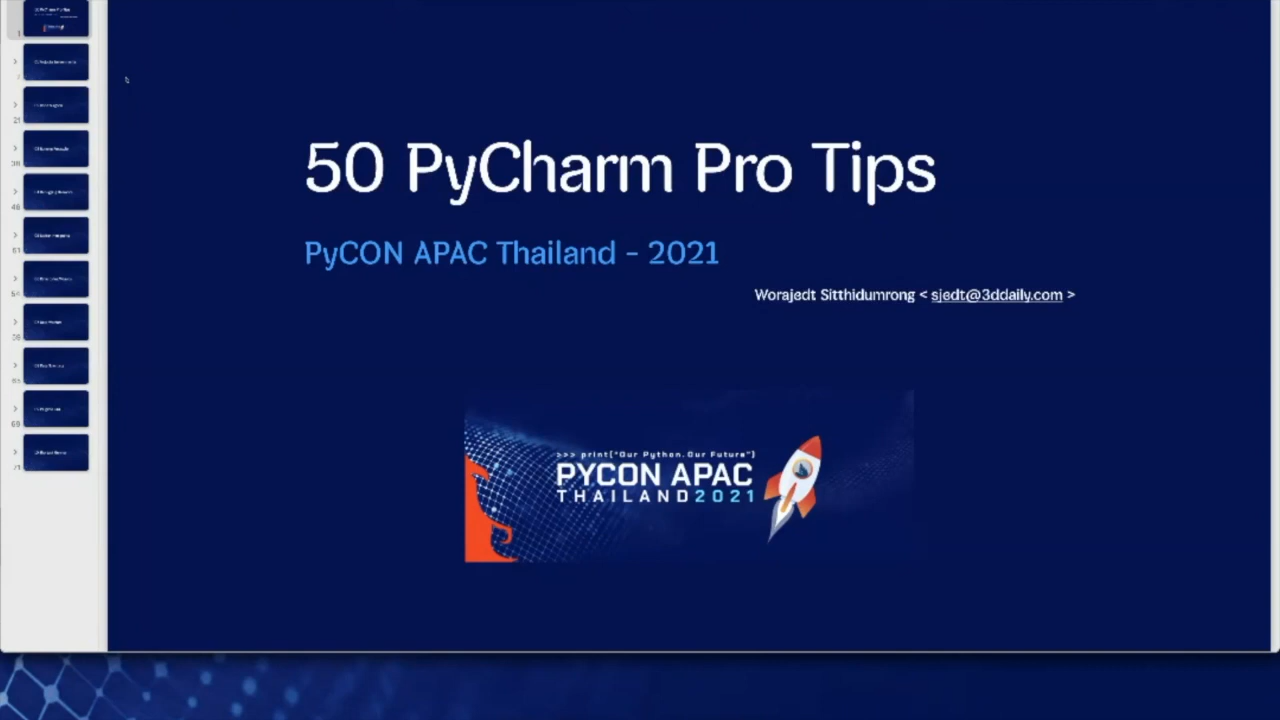 50 PyCharm Pro Tips
PyCON APAC Thailand - 2021
Worajedt Sitthidumrong < sjedt@3ddaily.com >
>>> print("Our Python. Our Future")
PYCON APAC
THAILAND2021